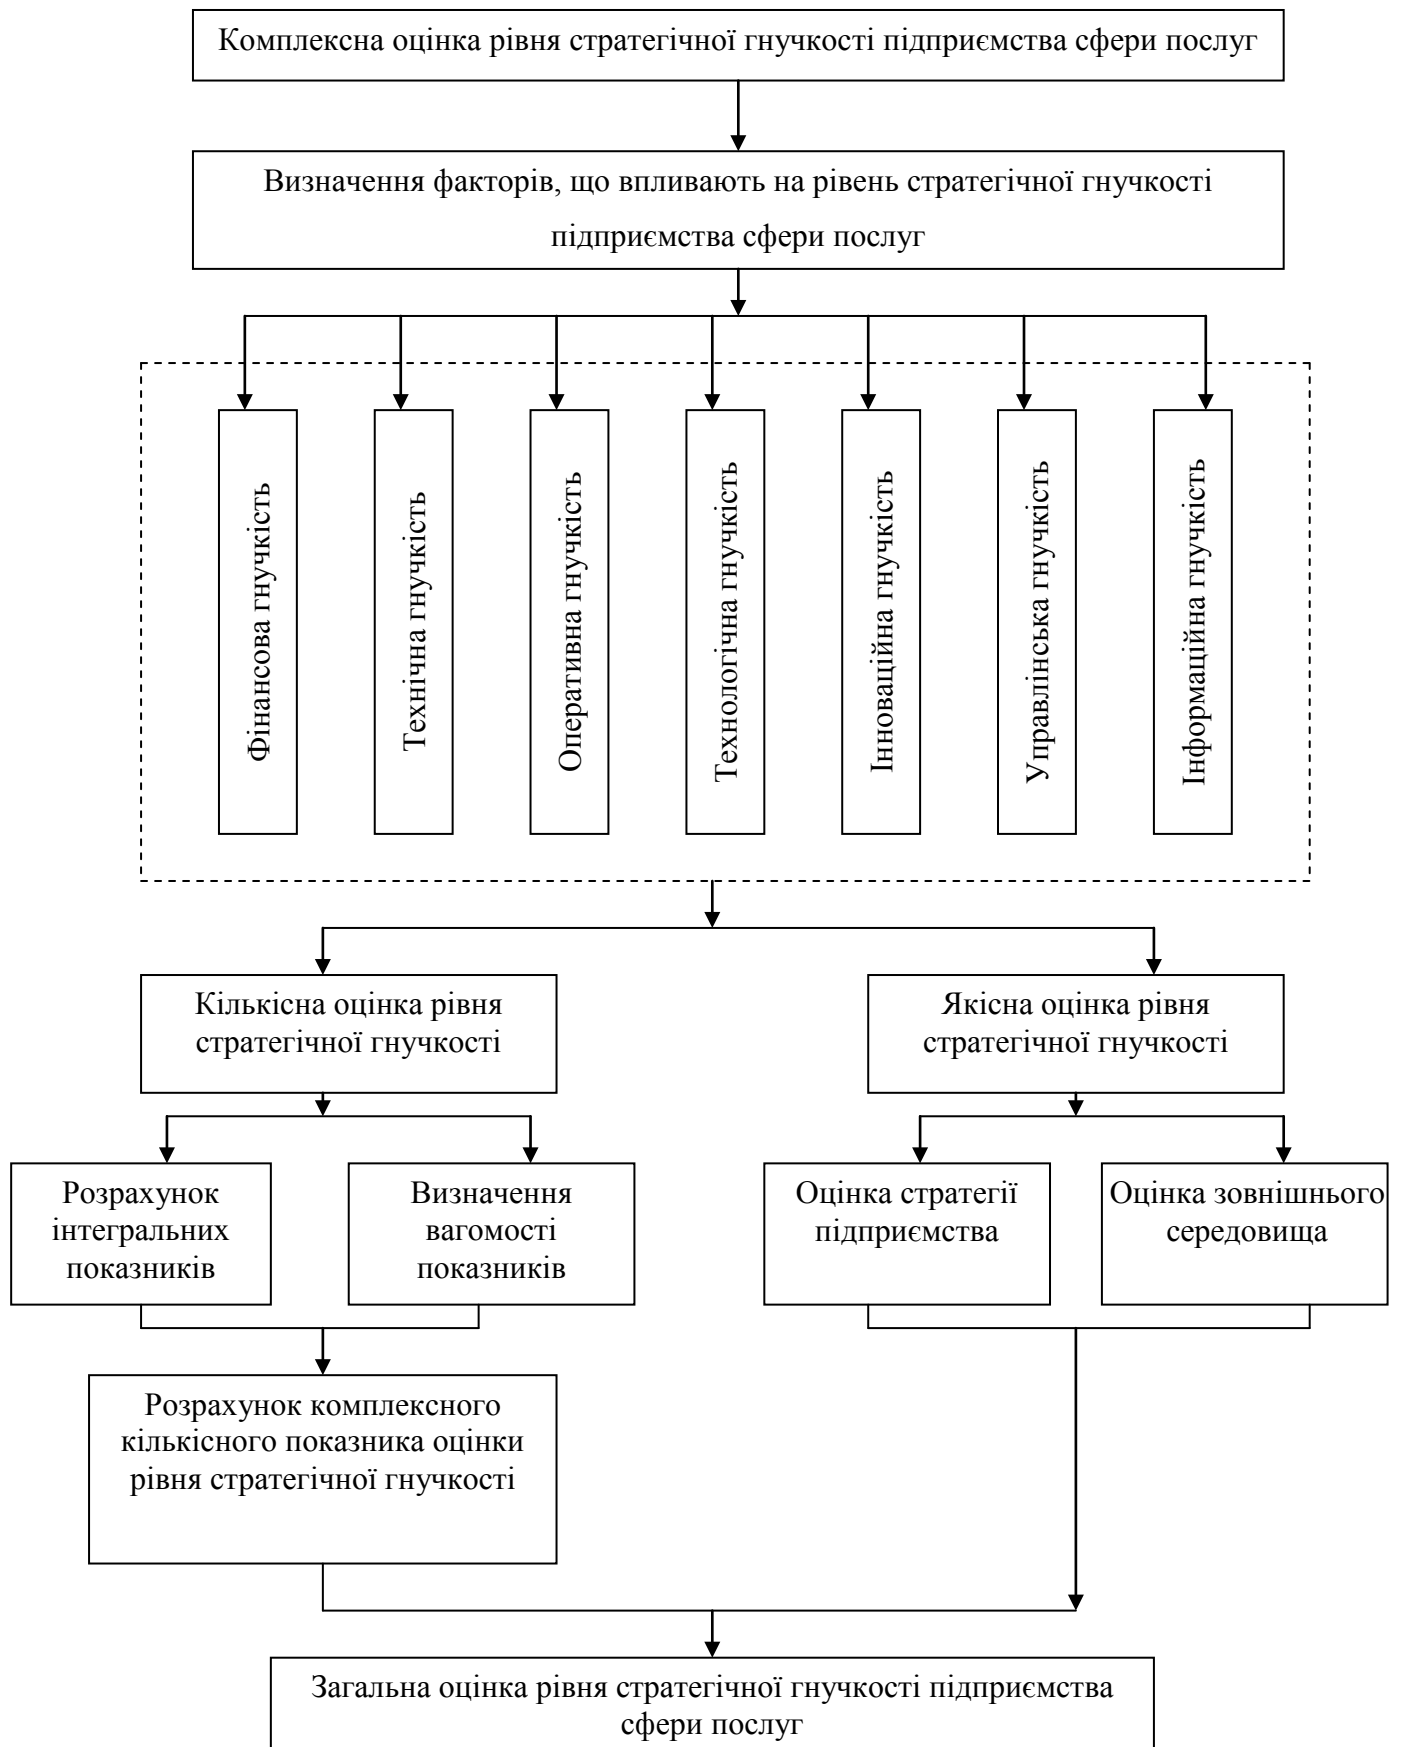 Комплексна оцінка рівня стратегічної гнучкості підприємства сфери послуг
Визначення факторів, що впливають на рівень стратегічної гнучкості
підприємства сфери послуг
Фінансова гнучкість
Технічна гнучкість
Оперативна гнучкість
Технологічна гнучкість
Інноваційна гнучкість
Управлінська гнучкість
Інформаційна гнучкість
Кількісна оцінка рівня
стратегічної гнучкості
Якісна оцінка рівня
стратегічної гнучкості
Розрахунок
інтегральних
показників
Визначення
вагомості
показників
Оцінка стратегії
підприємства
Оцінка зовнішнього
середовища
Розрахунок комплексного
кількісного показника оцінки
рівня стратегічної гнучкості
Загальна оцінка рівня стратегічної гнучкості підприємства
сфери послуг